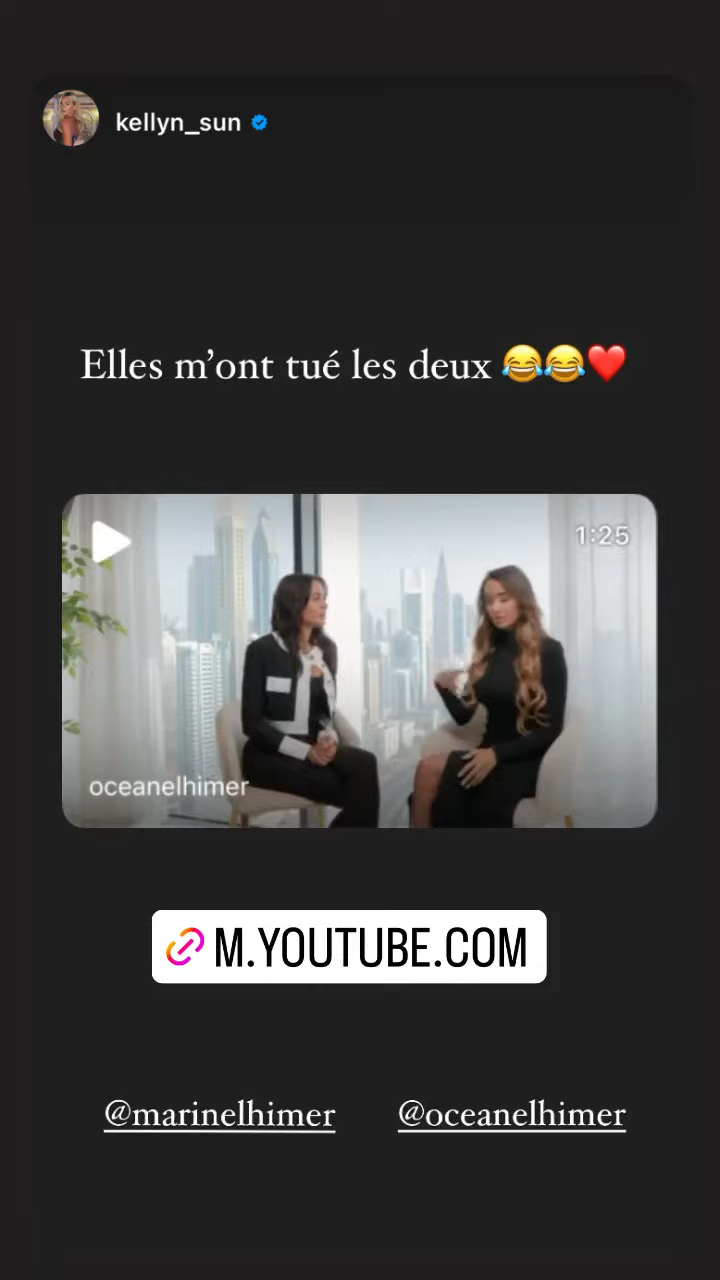 kellyn_sun
Elles m’ont tué les deux 😂😂❤️
1:25
oceanelhimer
M.YOUTUBE.COM
@marinelhimer @oceanelhimer